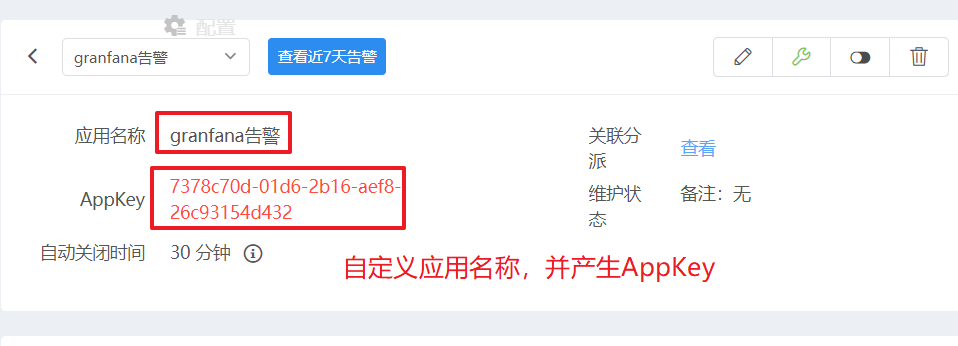 配置
granfana告警
查看近7天告警
应用名称
granfana告警
关联分
派
查看
AppKey
7378c70d-01d6-2b16-aef8-
26c93154d432
维护状
态
备注：无
自动关闭时间
30 分钟
自定义应用名称，并产生AppKey